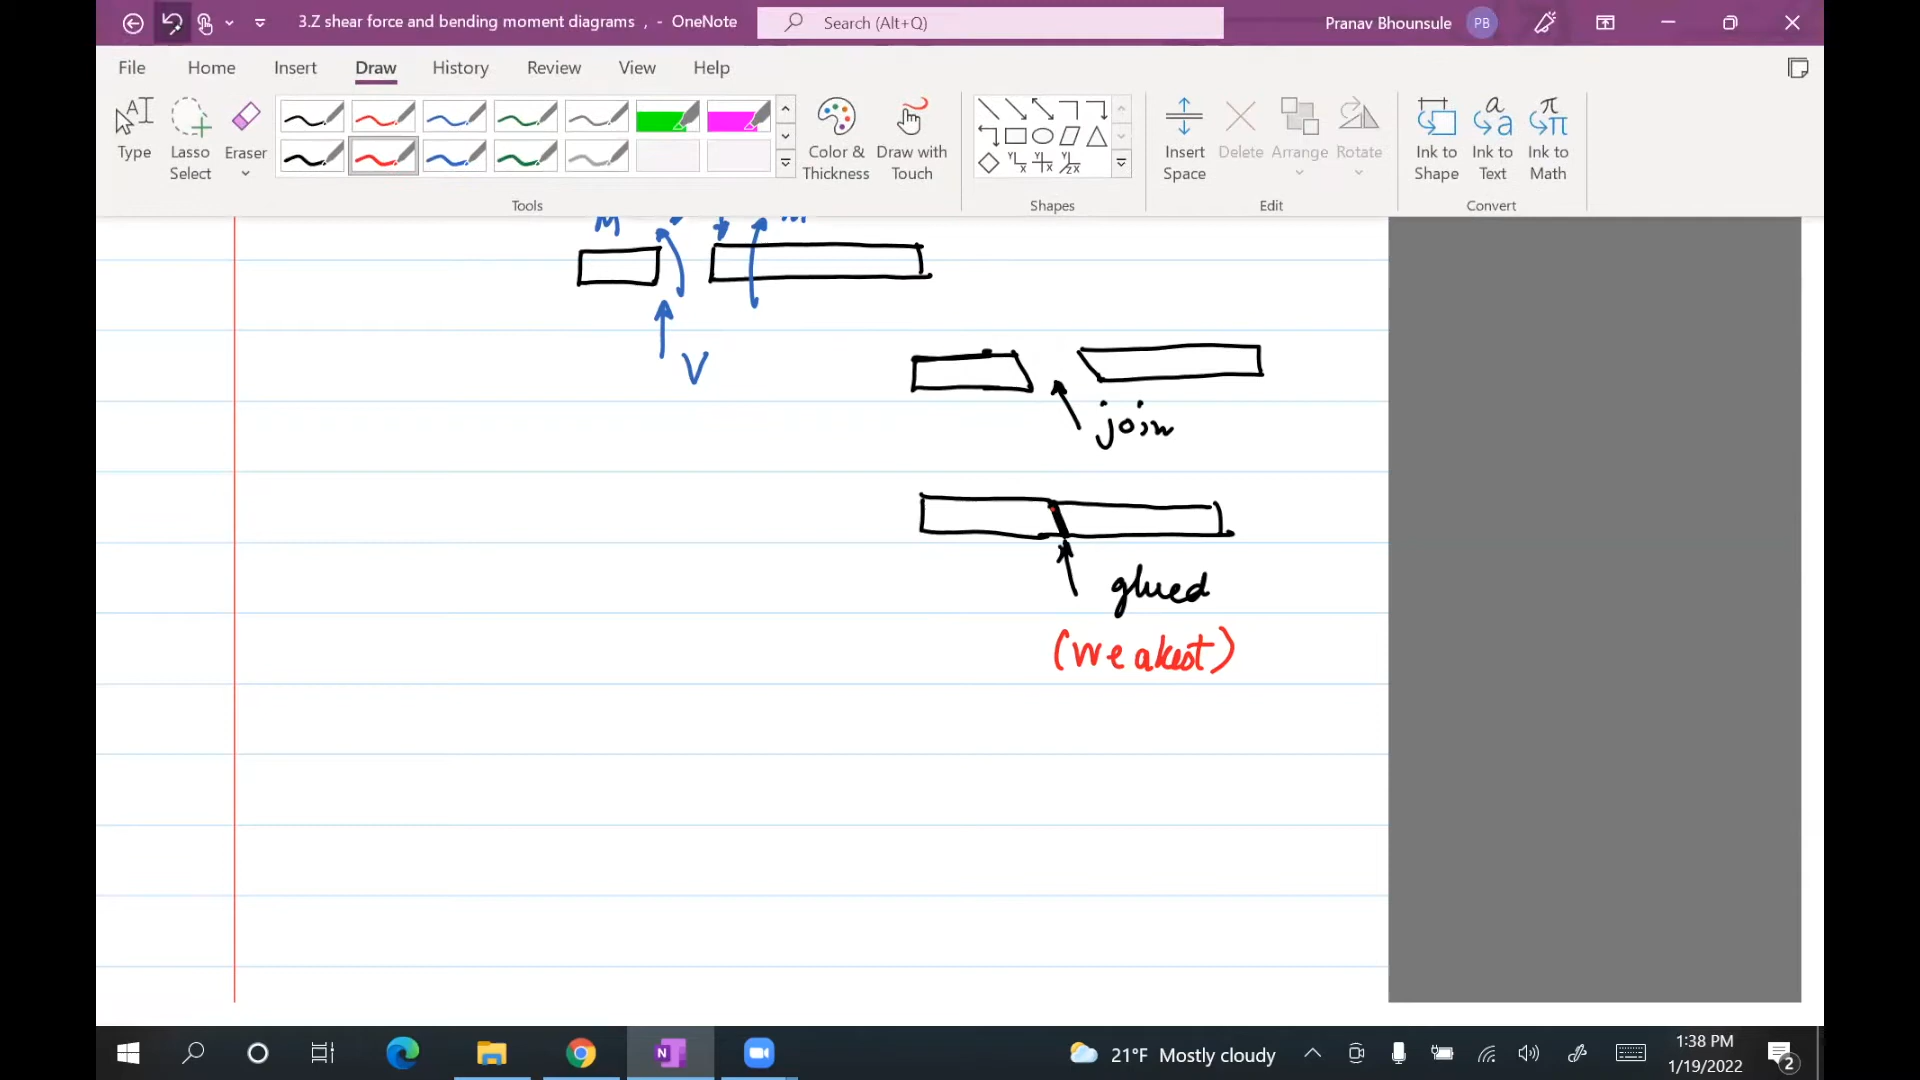 3.Z shear force and bending moment diagrams , - OneNote
Search (Alt+Q)
Pranav Bhounsule
PB
File
Home
Insert
Draw
History
Review
View
Help
Type
Lasso Select
Eraser
Color & Thickness
Draw with Touch
Insert Space
Delete
Arrange
Rotate
Ink to Shape
Ink to Text
Ink to Math
Tools
Shapes
Edit
Convert
M
V
join
glued
(weakest)
21°F Mostly cloudy
1:38 PM
1/19/2022
2